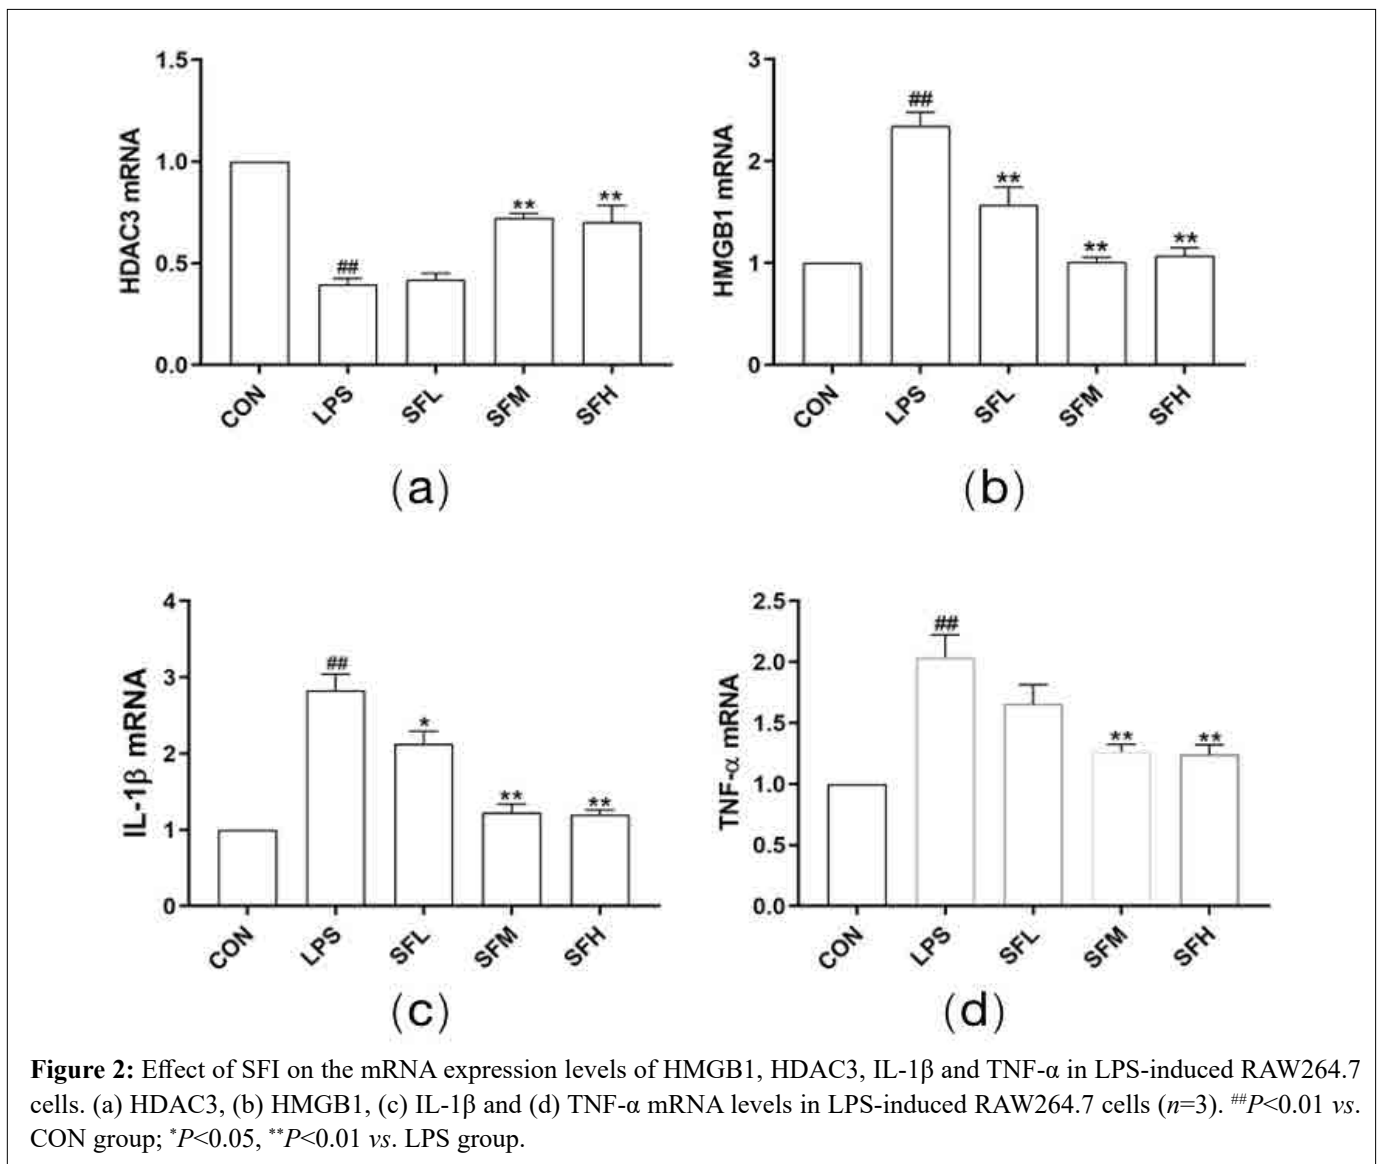 1.5
1.0
0.5
0.0
HDAC3 mRNA
##
**
**
CON
LPS
SFL
SFM
SFH
(a)
3
2
1
0
HMGB1 mRNA
##
**
**
**
CON
LPS
SFL
SFM
SFH
(b)
4
3
2
1
0
IL-1β mRNA
##
*
**
**
CON
LPS
SFL
SFM
SFH
(c)
2.5
2.0
1.5
1.0
0.5
0.0
TNF-α mRNA
##
**
**
CON
LPS
SFL
SFM
SFH
(d)
Figure 2: Effect of SFI on the mRNA expression levels of HMGB1, HDAC3, IL-1β and TNF-α in LPS-induced RAW264.7
cells. (a) HDAC3, (b) HMGB1, (c) IL-1β and (d) TNF-α mRNA levels in LPS-induced RAW264.7 cells (n=3). ##P<0.01 vs.
CON group; *P<0.05, **P<0.01 vs. LPS group.